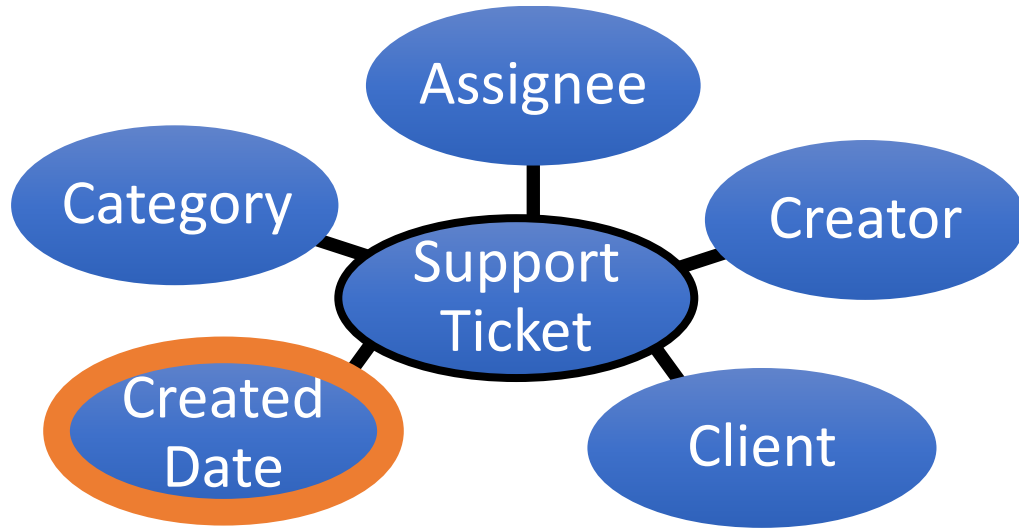 Assignee
Category
Creator
Support
Ticket
Created
Date
Client